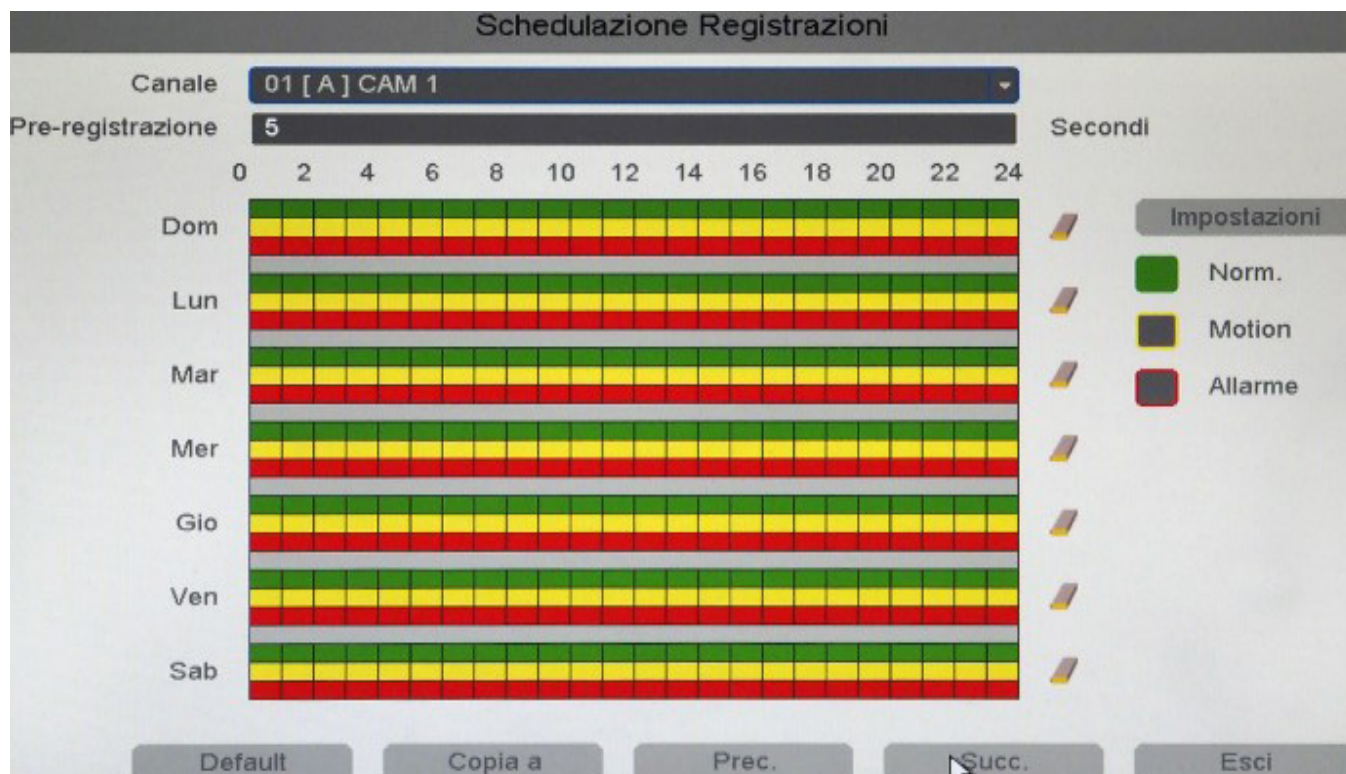 Schedulazione Registrazioni
Canale 01 [ A ] CAM 1
Pre-registrazione 5 Secondi
0 2 4 6 8 10 12 14 16 18 20 22 24
Dom
Impostazioni
Norm.
Lun
Motion
Mar
Allarme
Mer
Gio
Ven
Sab
Default Copia a Prec. Succ. Esci